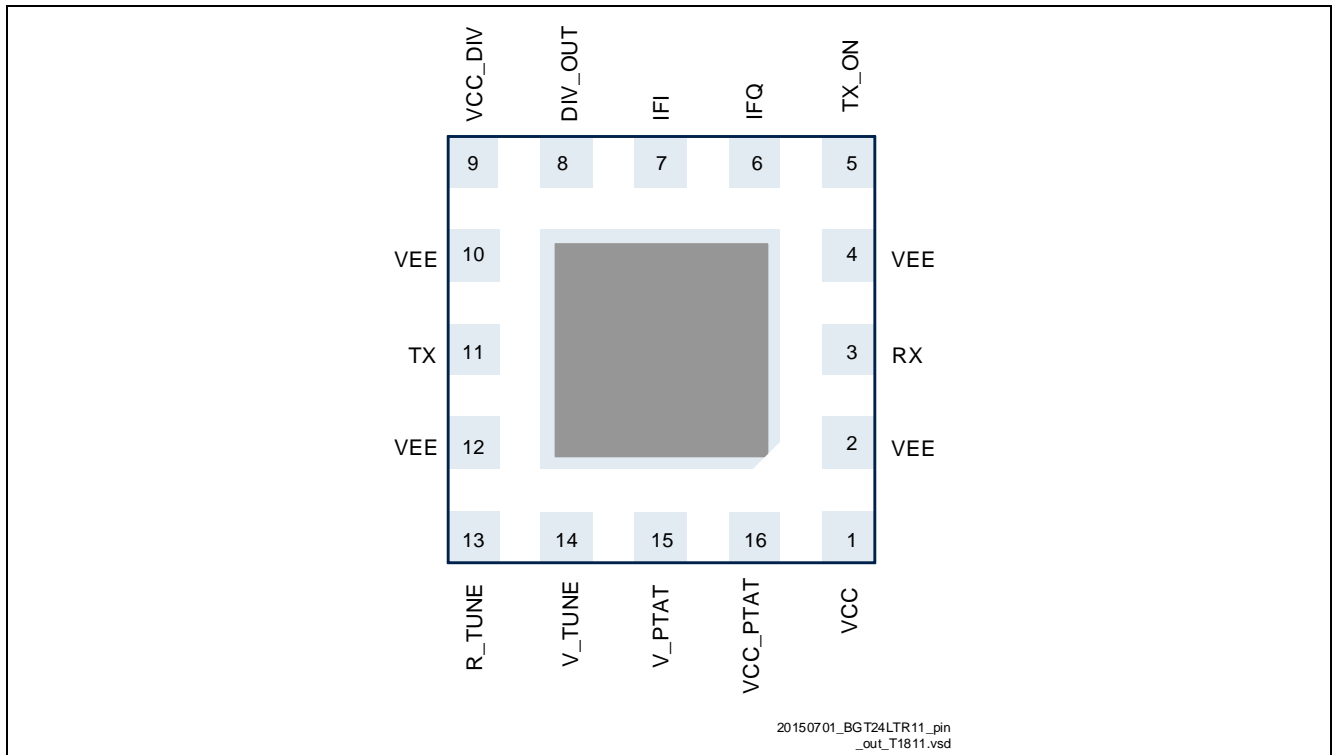 VCC_DIV
DIV_OUT
IFI
IFQ
TX_ON
9
8
7
6
5
VEE
10
4
VEE
TX
11
3
RX
VEE
12
2
VEE
13
14
15
16
1
R_TUNE
V_TUNE
V_PTAT
VCC_PTAT
VCC
20150701_BGT24LTR11_pin
_out_T1811.vsd